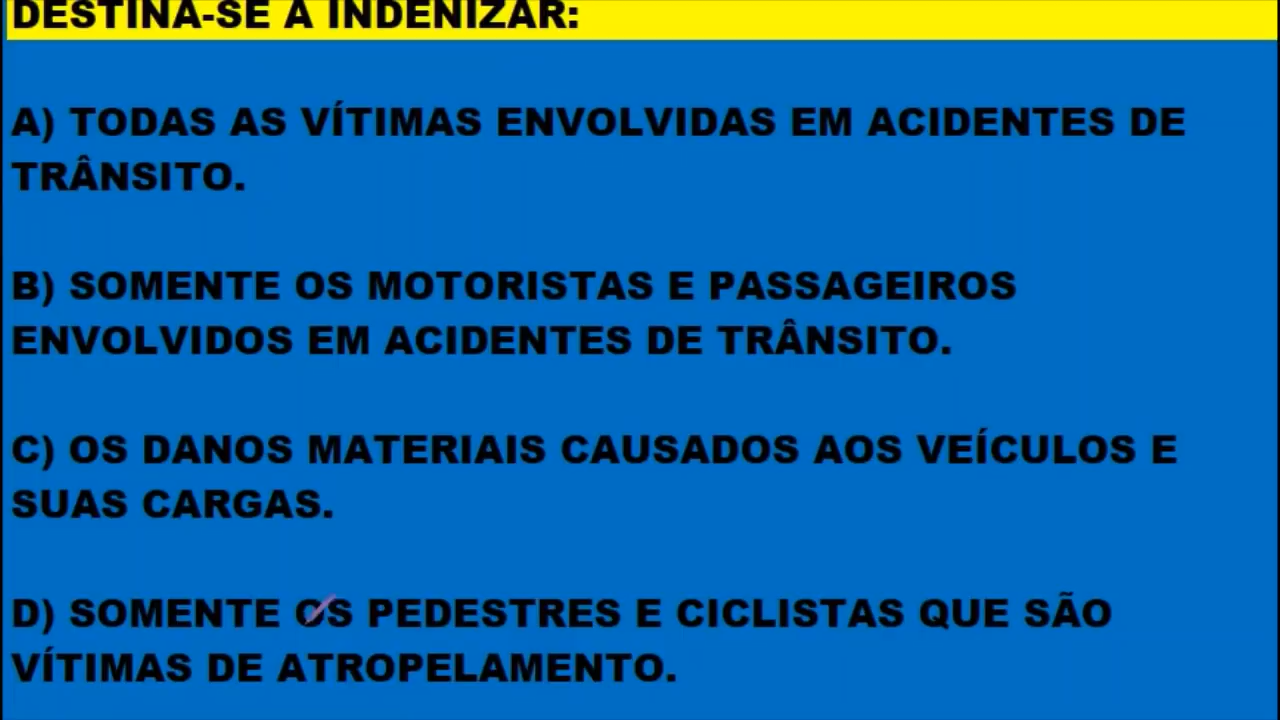 DESTINA-SE A INDENIZAR:
A) TODAS AS VÍTIMAS ENVOLVIDAS EM ACIDENTES DE
TRÂNSITO.
B) SOMENTE OS MOTORISTAS E PASSAGEIROS
ENVOLVIDOS EM ACIDENTES DE TRÂNSITO.
C) OS DANOS MATERIAIS CAUSADOS AOS VEÍCULOS E
SUAS CARGAS.
D) SOMENTE OS PEDESTRES E CICLISTAS QUE SÃO
VÍTIMAS DE ATROPELAMENTO.